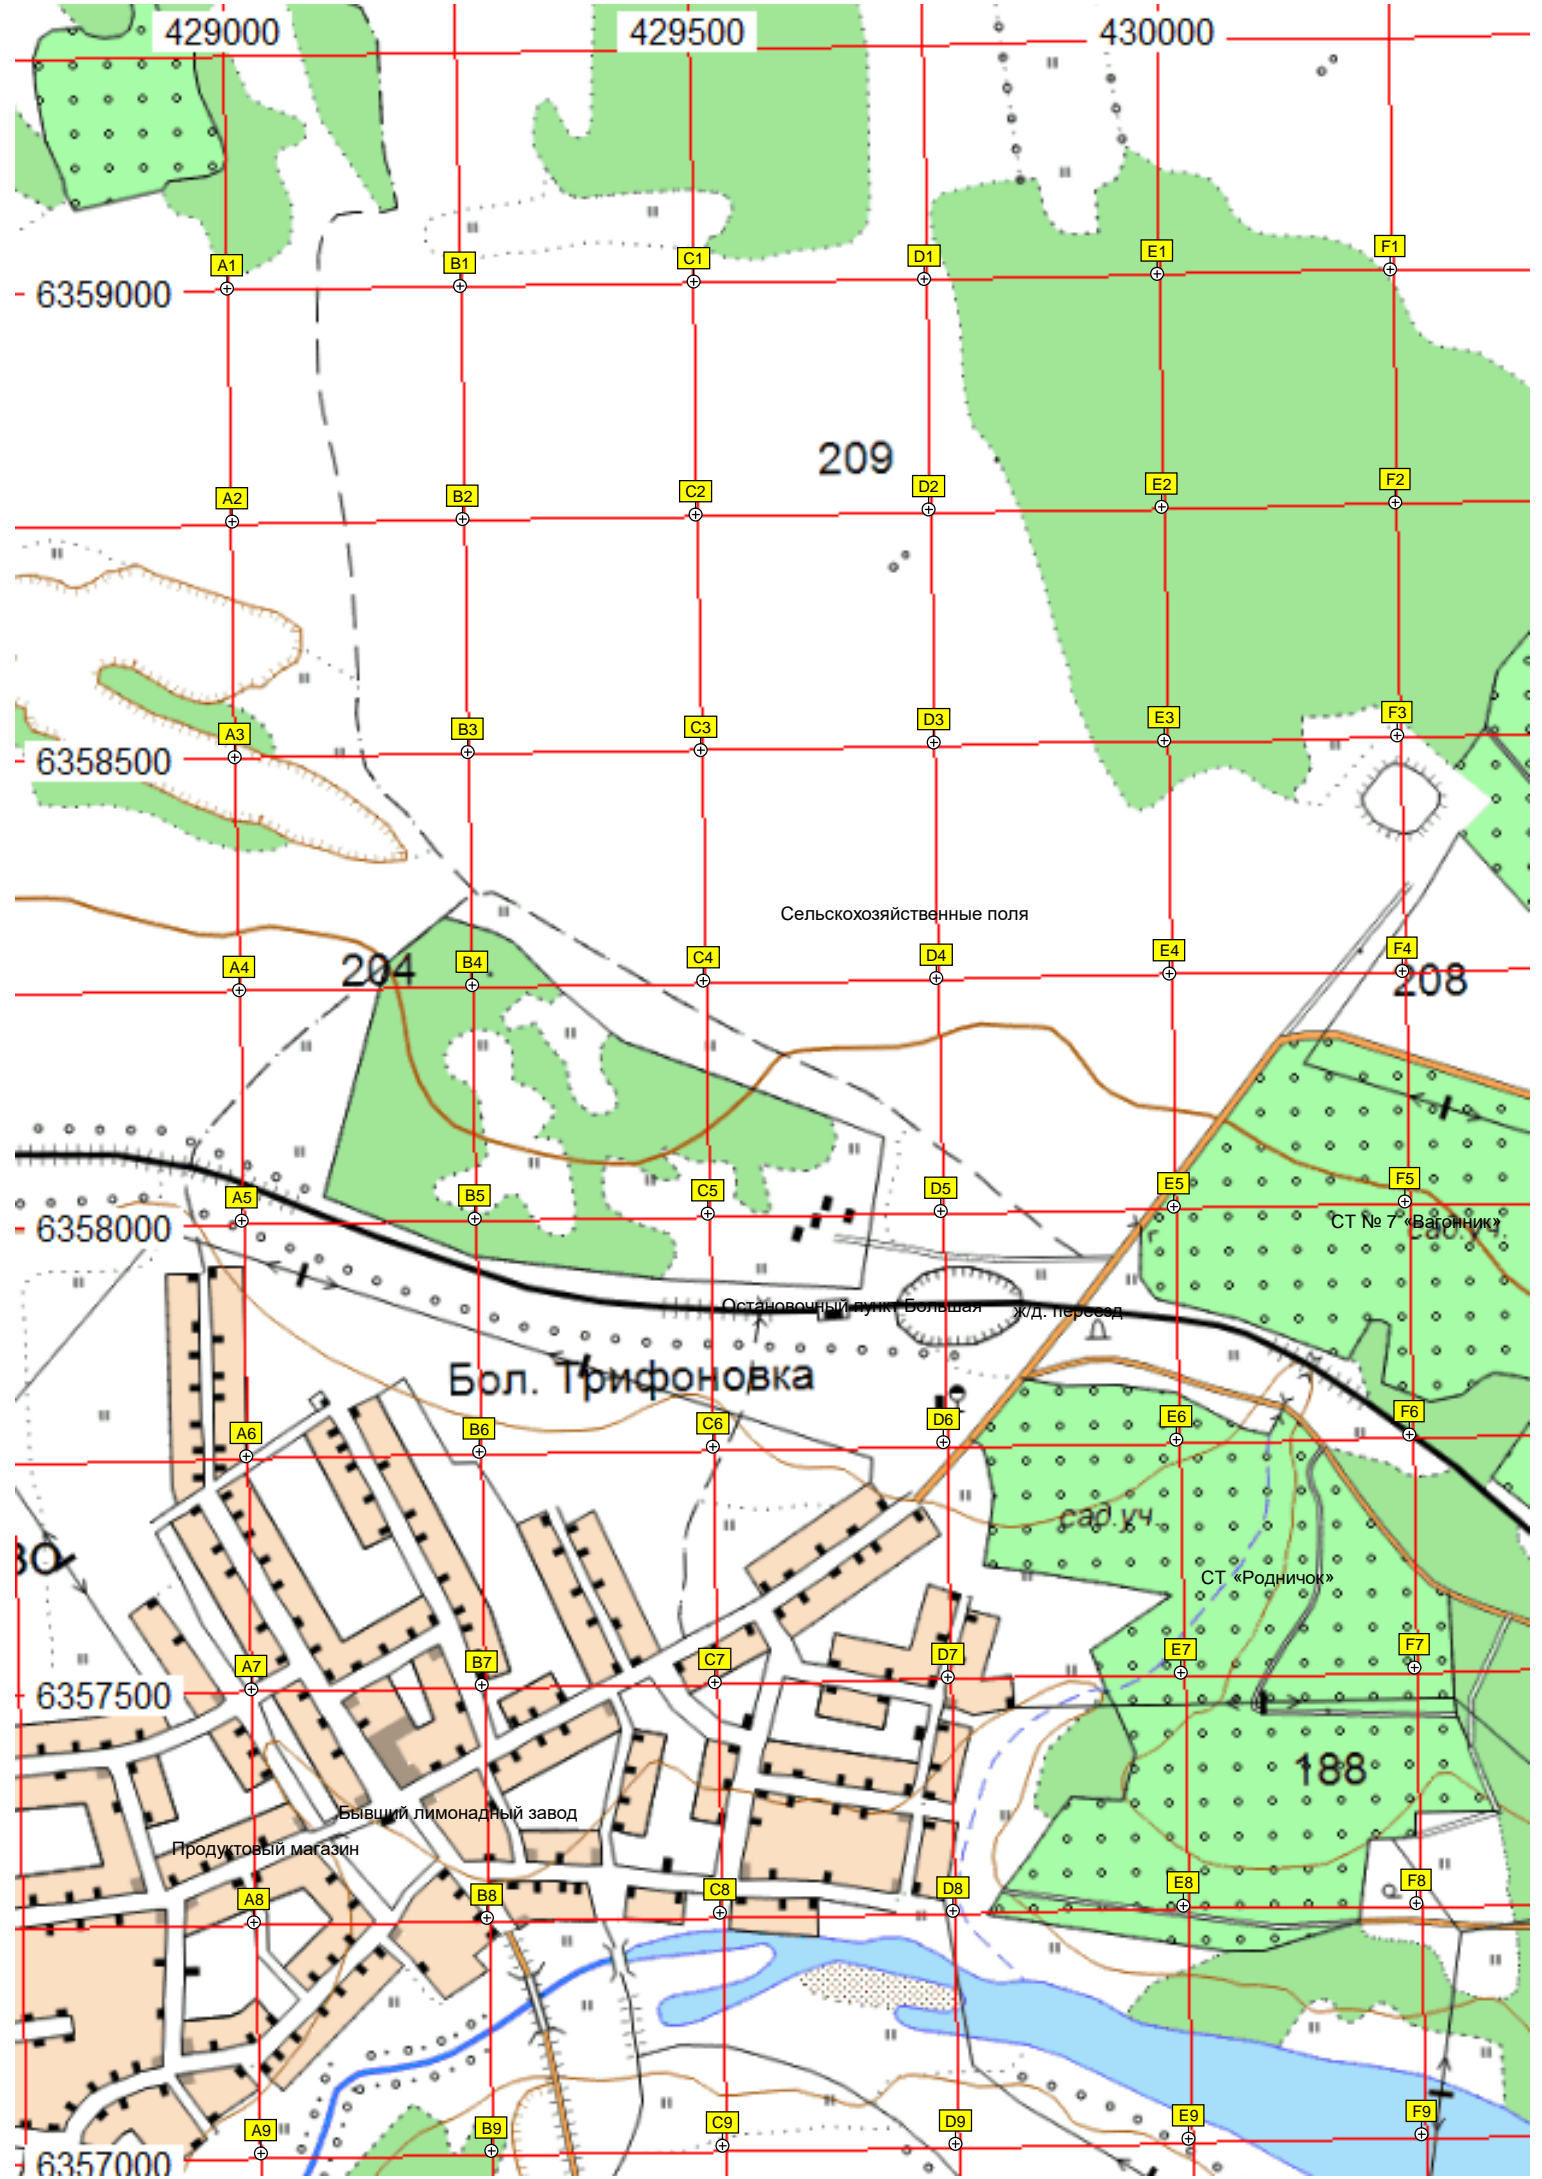 429000 429500 430000
A1 B1 C1 D1 E1 F1
6359000
209
A2 B2 C2 D2 E2 F2
A3 B3 C3 D3 E3 F3
6358500
Сельскохозяйственные поля
204
A4 B4 C4 D4 E4 F4
208
A5 B5 C5 D5 E5 F5
6358000
СТ № 7 «Вагонник»
сад.уч.
Остановочный пункт Большая
ж/д. переезд
Бол. Трифоновка
A6 B6 C6 D6 E6 F6
сад.уч.
СТ «Родничок»
A7 B7 C7 D7 E7 F7
6357500
188
Бывший лимонадный завод
Продуктовый магазин
A8 B8 C8 D8 E8 F8
A9 B9 C9 D9 E9 F9
6357000